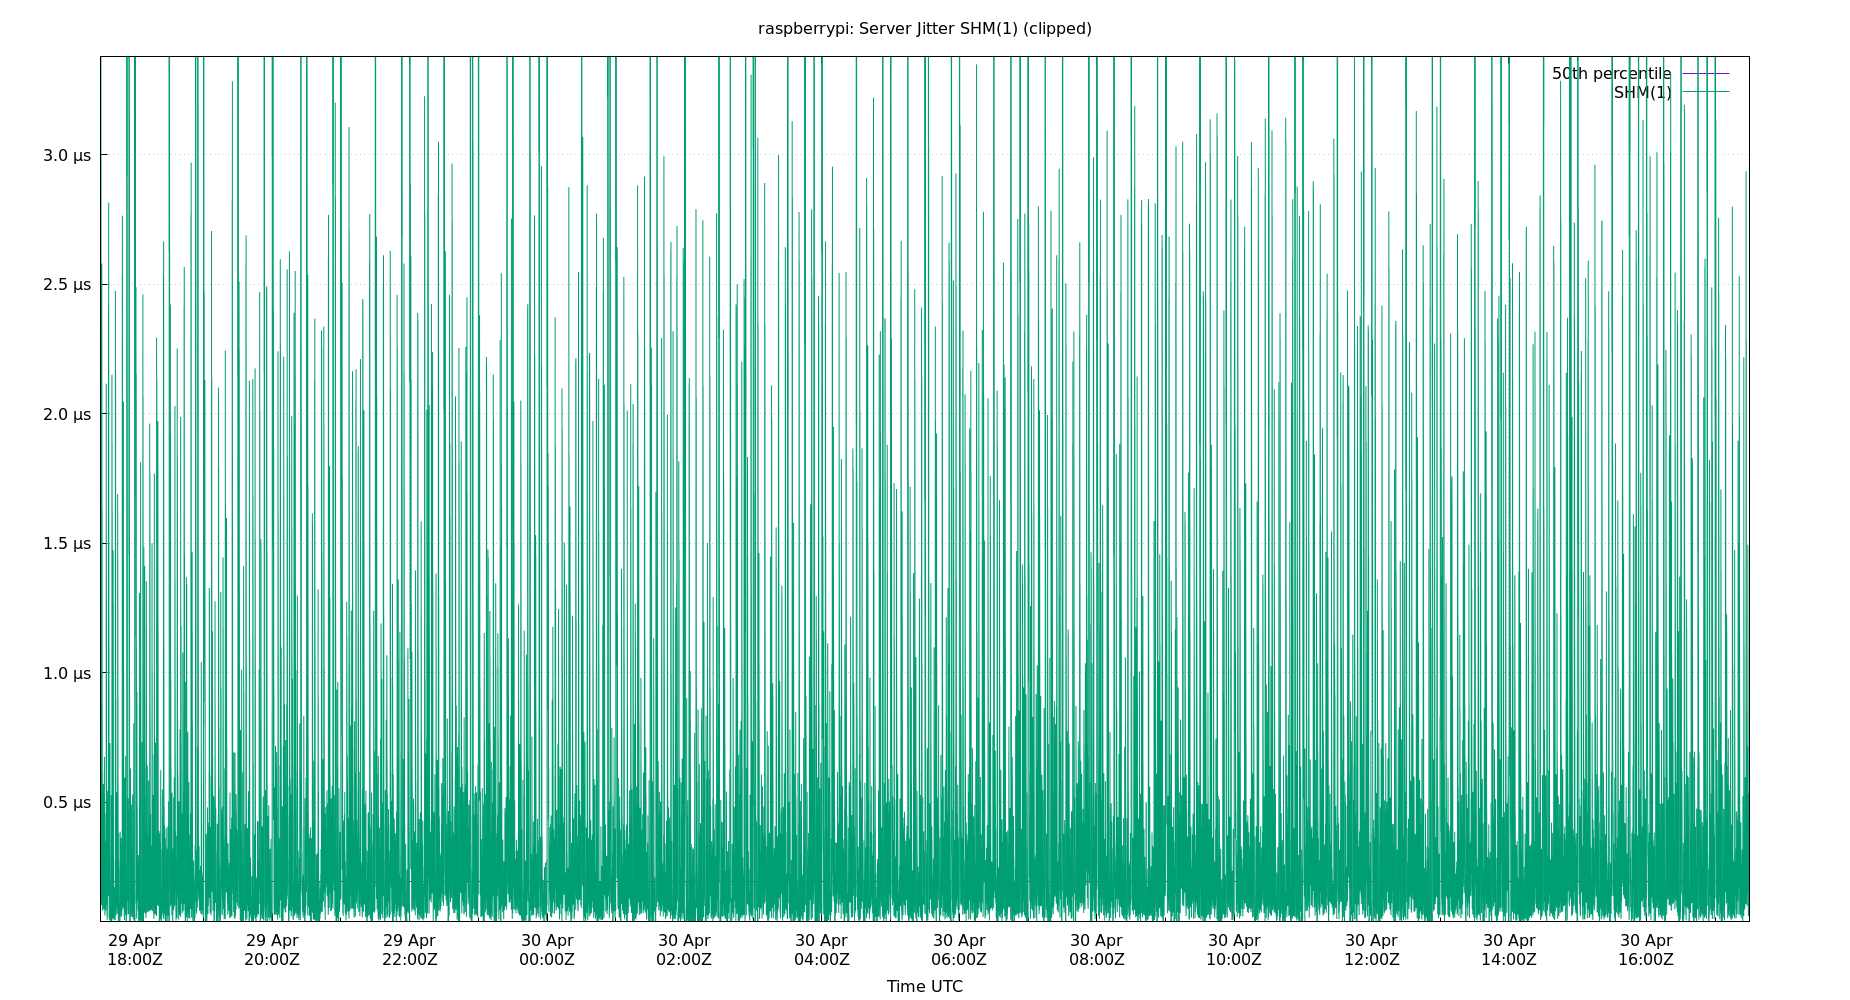 raspberrypi: Server Jitter SHM(1) (clipped)
50th percentile
SHM(1)
3.0 μs
2.5 μs
2.0 μs
1.5 μs
1.0 μs
0.5 μs
29 Apr 29 Apr 29 Apr 30 Apr 30 Apr 30 Apr 30 Apr 30 Apr 30 Apr 30 Apr 30 Apr 30 Apr
18:00Z 20:00Z 22:00Z 00:00Z 02:00Z 04:00Z 06:00Z 08:00Z 10:00Z 12:00Z 14:00Z 16:00Z
Time UTC